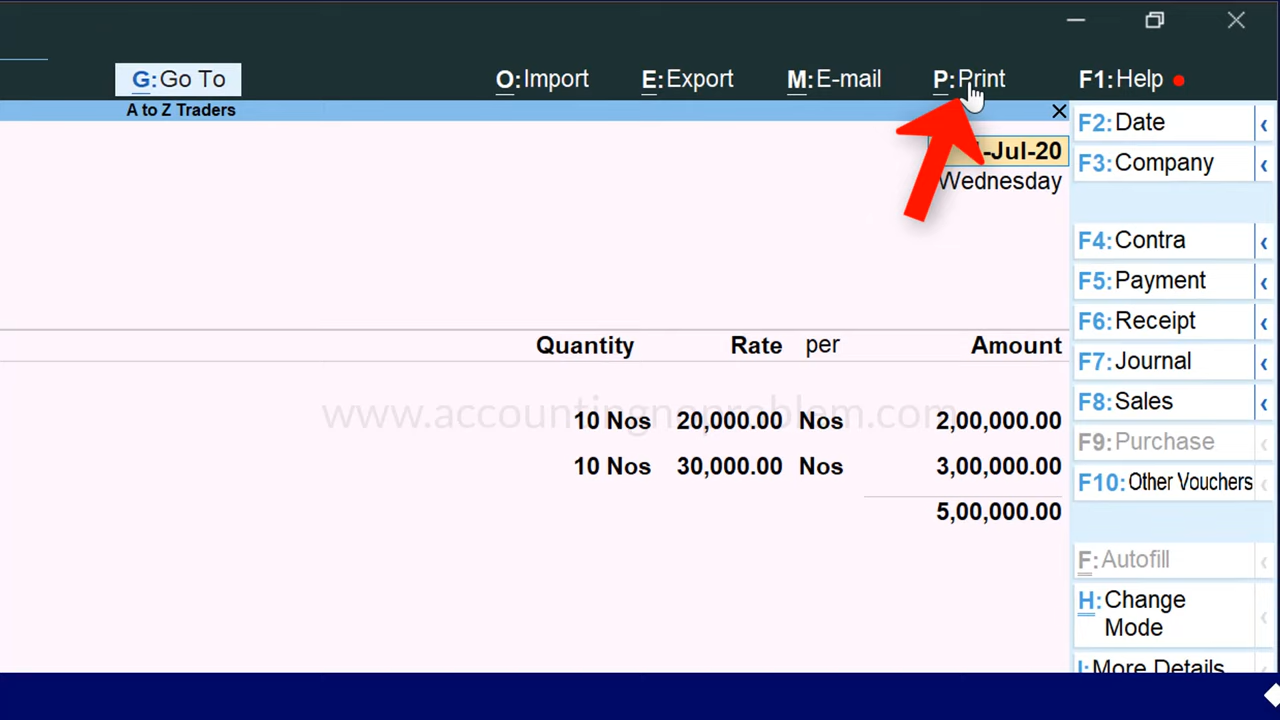 G:Go To O:Import E:Export M:E-mail P:Print F1:Help
A to Z Traders
-Jul-20
Wednesday
Quantity Rate per Amount
www.accountingnoproblem.com
10 Nos 20,000.00 Nos 2,00,000.00
10 Nos 30,000.00 Nos 3,00,000.00
5,00,000.00
F2:Date
F3:Company
F4:Contra
F5:Payment
F6:Receipt
F7:Journal
F8:Sales
F9:Purchase
F10:Other Vouchers
F:Autofill
H:Change
Mode
I:More Details